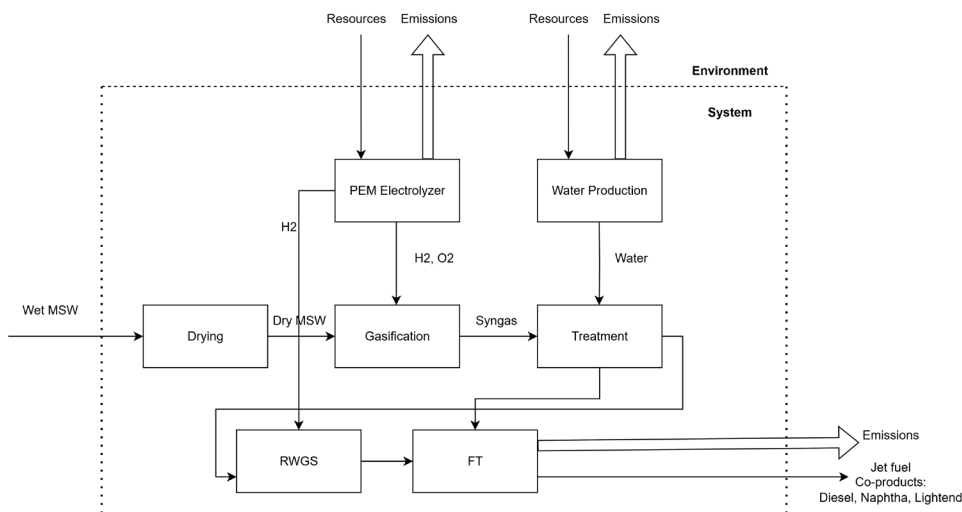 Resources
Emissions
Resources
Emissions
Environment
System
PEM Electrolyzer
Water Production
H2
H2, O2
Water
Wet MSW
Drying
Dry MSW
Gasification
Syngas
Treatment
RWGS
FT
Emissions
Jet fuel
Co-products:
Diesel, Naphtha, Lightend